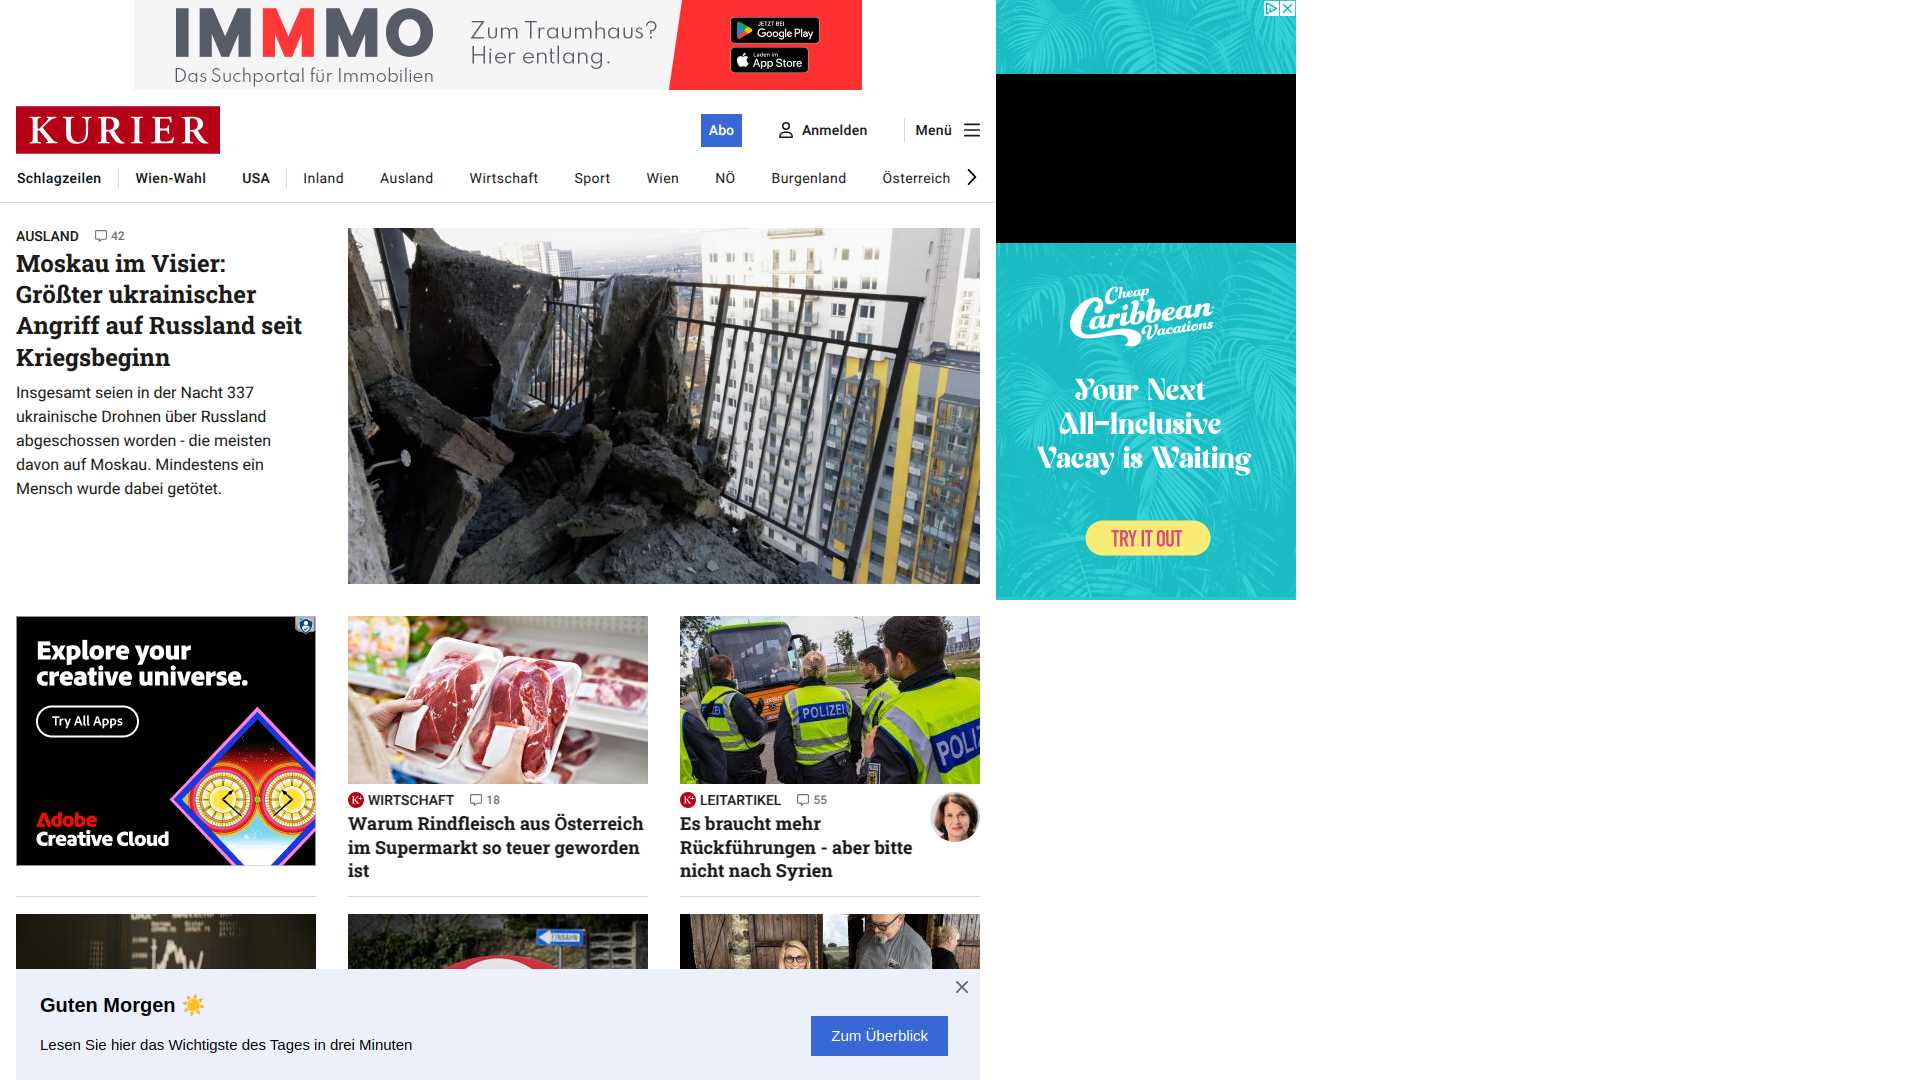 IMMMO
Das Suchportal für Immobilien
Zum Traumhaus?
Hier entlang.
JETZT BEI
Google Play
Laden im
App Store
KURIER
Abo
Anmelden
Menü
Schlagzeilen
Wien-Wahl
USA
Inland
Ausland
Wirtschaft
Sport
Wien
NÖ
Burgenland
Österreich
AUSLAND 42
Moskau im Visier:
Größter ukrainischer
Angriff auf Russland seit
Kriegsbeginn
Insgesamt seien in der Nacht 337
ukrainische Drohnen über Russland
abgeschossen worden - die meisten
davon auf Moskau. Mindestens ein
Mensch wurde dabei getötet.
Cheap
Caribbean
Vacations
Your Next
All-Inclusive
Vacay is Waiting
TRY IT OUT
Explore your
creative universe.
Try All Apps
Adobe
Creative Cloud
K+ WIRTSCHAFT 18
Warum Rindfleisch aus Österreich
im Supermarkt so teuer geworden
ist
POLIZEI
POLIZ
K+ LEITARTIKEL 55
Es braucht mehr
Rückführungen - aber bitte
nicht nach Syrien
EINBAHN
Guten Morgen ☀️
Lesen Sie hier das Wichtigste des Tages in drei Minuten
Zum Überblick